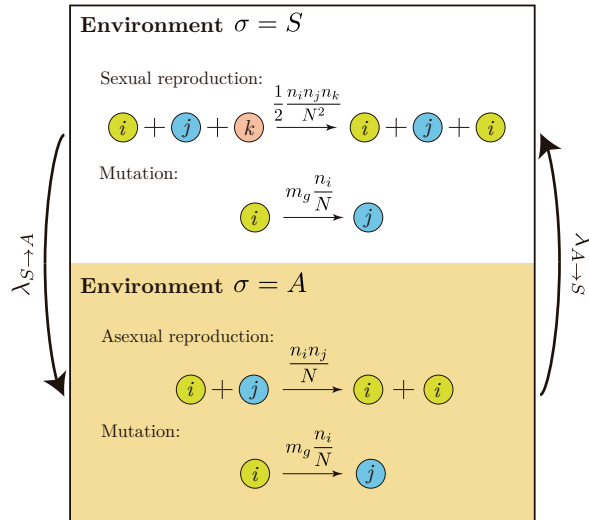 Environment σ = S
Sexual reproduction:
i + j + k 1/2 n_i n_j n_k/N^2 i + j + i
Mutation:
i m_g n_i/N j
λ_{S→A}
λ_{A→S}
Environment σ = A
Asexual reproduction:
i + j n_i n_j/N i + i
Mutation:
i m_g n_i/N j